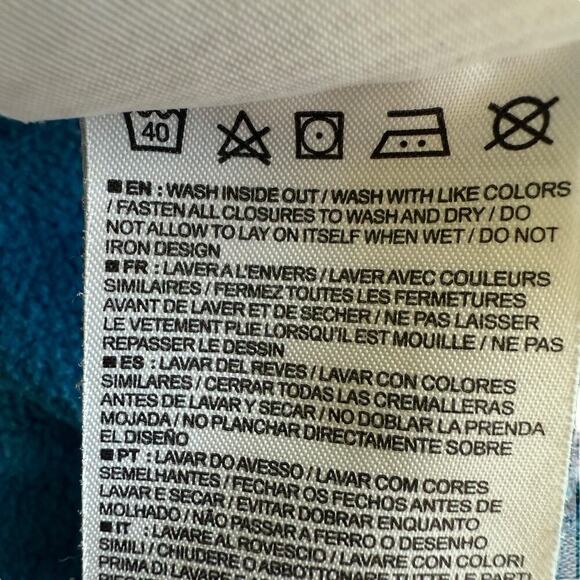 40
■ EN : WASH INSIDE OUT / WASH WITH LIKE COLORS
/ FASTEN ALL CLOSURES TO WASH AND DRY / DO
NOT ALLOW TO LAY ON ITSELF WHEN WET / DO NOT
IRON DESIGN
■ FR : LAVER A L'ENVERS / LAVER AVEC COULEURS
SIMILAIRES / FERMEZ TOUTES LES FERMETURES
AVANT DE LAVER ET DE SECHER / NE PAS LAISSER
LE VETEMENT PLIE LORSQU'IL EST MOUILLE / NE PAS
REPASSER LE DESSIN
■ ES : LAVAR DEL REVES / LAVAR CON COLORES
SIMILARES / CERRAR TODAS LAS CREMALLERAS
ANTES DE LAVAR Y SECAR / NO DOBLAR LA PRENDA
MOJADA / NO PLANCHAR DIRECTAMENTE SOBRE
EL DISEÑO
■ PT : LAVAR DO AVESSO / LAVAR COM CORES
SEMELHANTES / FECHAR OS FECHOS ANTES DE
LAVAR E SECAR / EVITAR DOBRAR ENQUANTO
MOLHADO / NÃO PASSAR A FERRO O DESENHO
■ IT : LAVARE AL ROVESCIO / LAVARE CON COLORI
SIMILI / CHIUDERE O ABBOTTONARE TUTTE LE
PRIMA DI LAVARE